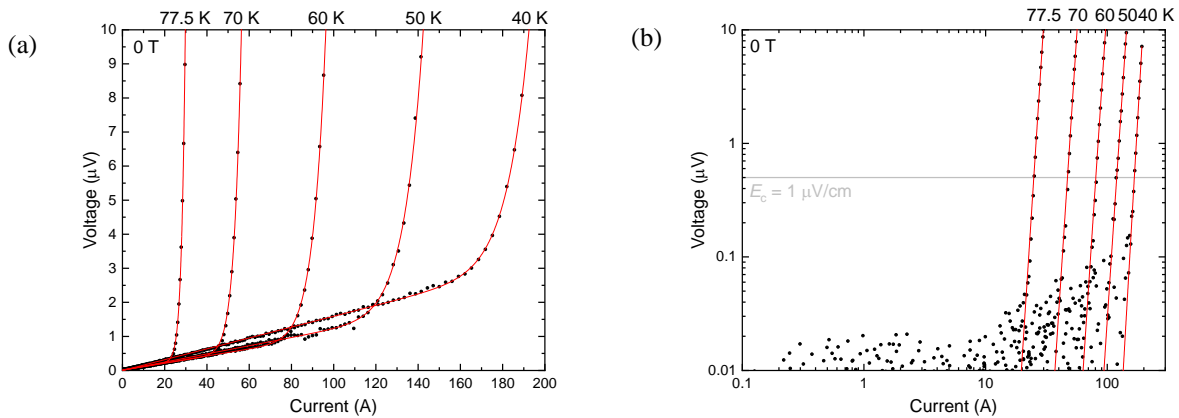 (a)
77.5 K 70 K 60 K 50 K 40 K
0 T
10
9
8
7
6
5
4
3
2
1
0
Voltage (μV)
0 20 40 60 80 100 120 140 160 180 200
Current (A)
(b)
77.5 70 60 50 40 K
0 T
10
1
0.1
0.01
Voltage (μV)
E_c = 1 μV/cm
0.1 1 10 100
Current (A)